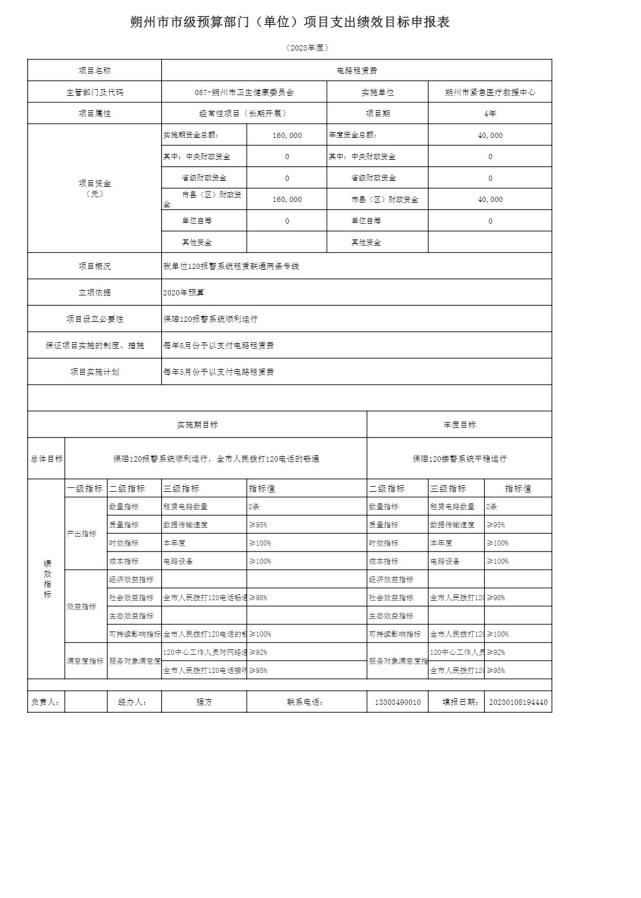 朔州市市级预算部门（单位）项目支出绩效目标申报表
（2023年度）
项目名称 电路租赁费
主管部门及代码 087-朔州市卫生健康委员会 实施单位 朔州市紧急医疗救援中心
项目属性 经常性项目（长期开展） 项目期 4年
项目资金（元） 实施期资金总额： 160,000 年度资金总额： 40,000
其中：中央财政资金 0 其中：中央财政资金 0
省级财政资金 0 省级财政资金 0
市县（区）财政资金 160,000 市县（区）财政资金 40,000
单位自筹 0 单位自筹 0
其他资金 其他资金
项目概况 我单位120报警系统租赁联通两条专线
立项依据 2020年预算
项目设立必要性 保障120报警系统顺利运行
保证项目实施的制度、措施 每年5月份予以支付电路租赁费
项目实施计划 每年5月份予以支付电路租赁费
实施期目标 年度目标
总体目标 保障120报警系统顺利运行，全市人民拨打120电话的畅通 保障120接警系统平稳运行
绩效指标 一级指标 二级指标 三级指标 指标值 二级指标 三级指标 指标值
产出指标 数量指标 租赁电路数量 2条 数量指标 租赁电路数量 2条
质量指标 数据传输速度 ≥95% 质量指标 数据传输速度 ≥95%
时效指标 本年度 ≥100% 时效指标 本年度 ≥100%
成本指标 电路设备 ≥100% 成本指标 电路设备 ≥100%
效益指标 经济效益指标 经济效益指标
社会效益指标 全市人民拨打120电话畅通 ≥98% 社会效益指标 全市人民拨打120 ≥98%
生态效益指标 生态效益指标
可持续影响指标 全市人民拨打120电话的 ≥100% 可持续影响指标 全市人民拨打120 ≥100%
满意度指标 服务对象满意度 120中心工作人员对网络 ≥92% 服务对象满意度指 120中心工作人员 ≥92%
全市人民拨打120电话接 ≥95% 全市人民拨打120 ≥95%
负责人： 经办人： 强方 联系电话： 13303490010 填报日期： 20230108194440